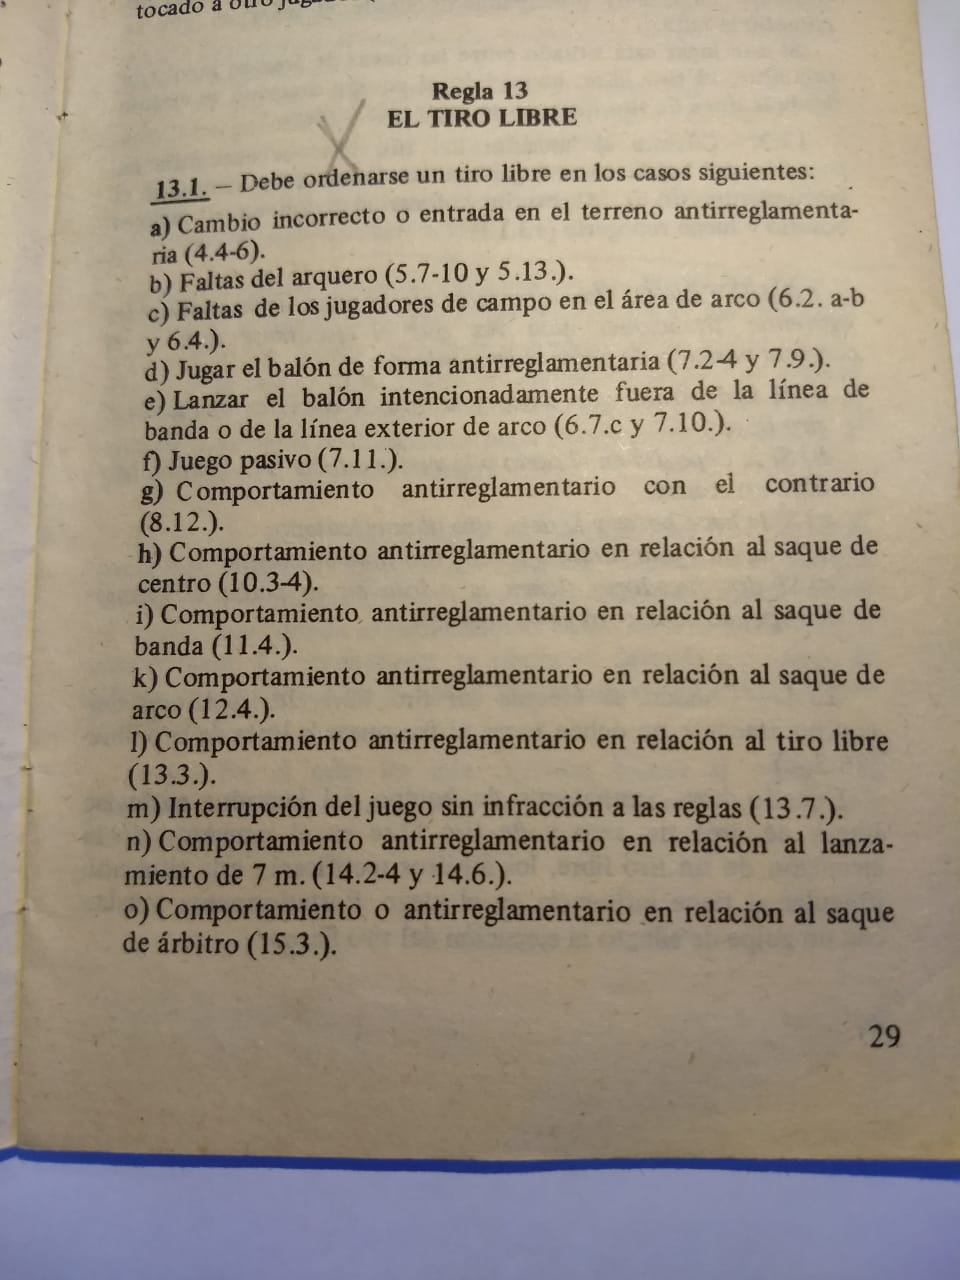 tocado a otro
Regla 13
EL TIRO LIBRE
13.1. — Debe ordenarse un tiro libre en los casos siguientes:
a) Cambio incorrecto o entrada en el terreno antirreglamenta-
ria (4.4-6).
b) Faltas del arquero (5.7-10 y 5.13.).
c) Faltas de los jugadores de campo en el área de arco (6.2. a-b
y 6.4.).
d) Jugar el balón de forma antirreglamentaria (7.2-4 y 7.9.).
e) Lanzar el balón intencionadamente fuera de la línea de
banda o de la línea exterior de arco (6.7.c y 7.10.).
f) Juego pasivo (7.11.).
g) Comportamiento antirreglamentario con el contrario
(8.12.).
h) Comportamiento antirreglamentario en relación al saque de
centro (10.3-4).
i) Comportamiento antirreglamentario en relación al saque de
banda (11.4.).
k) Comportamiento antirreglamentario en relación al saque de
arco (12.4.).
l) Comportamiento antirreglamentario en relación al tiro libre
(13.3.).
m) Interrupción del juego sin infracción a las reglas (13.7.).
n) Comportamiento antirreglamentario en relación al lanza-
miento de 7 m. (14.2-4 y 14.6.).
o) Comportamiento o antirreglamentario en relación al saque
de árbitro (15.3.).
29